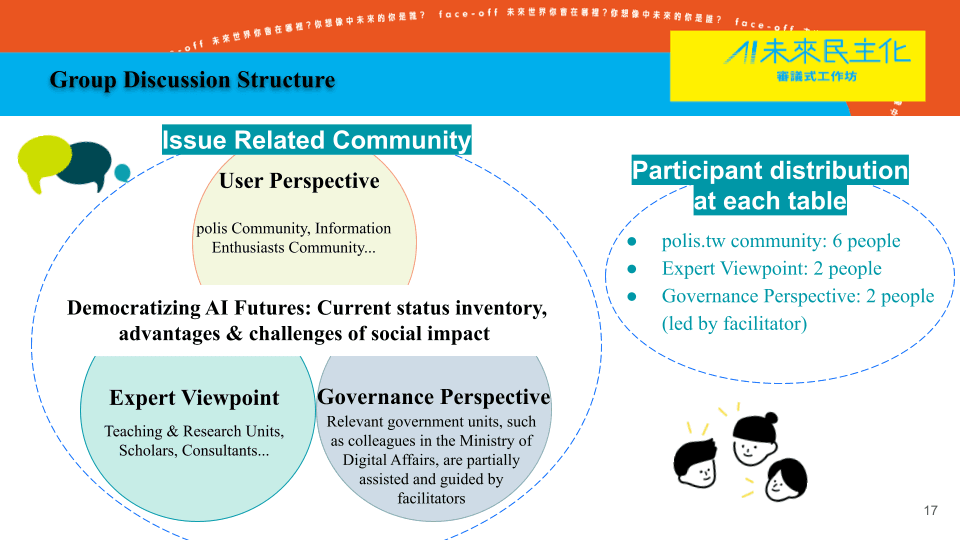 face-off 未來世界你會在哪裡?你想像中未來的你是誰? face-off 未來世界你會在哪裡?你想像中未來的你是誰? face-off
Group Discussion Structure
AI未來民主化
審議式工作坊
Issue Related Community
User Perspective
polis Community, Information
Enthusiasts Community...
Democratizing AI Futures: Current status inventory,
advantages & challenges of social impact
Expert Viewpoint
Teaching & Research Units,
Scholars, Consultants...
Governance Perspective
Relevant government units, such
as colleagues in the Ministry of
Digital Affairs, are partially
assisted and guided by
facilitators
Participant distribution
at each table
● polis.tw community: 6 people
● Expert Viewpoint: 2 people
● Governance Perspective: 2 people
(led by facilitator)
17